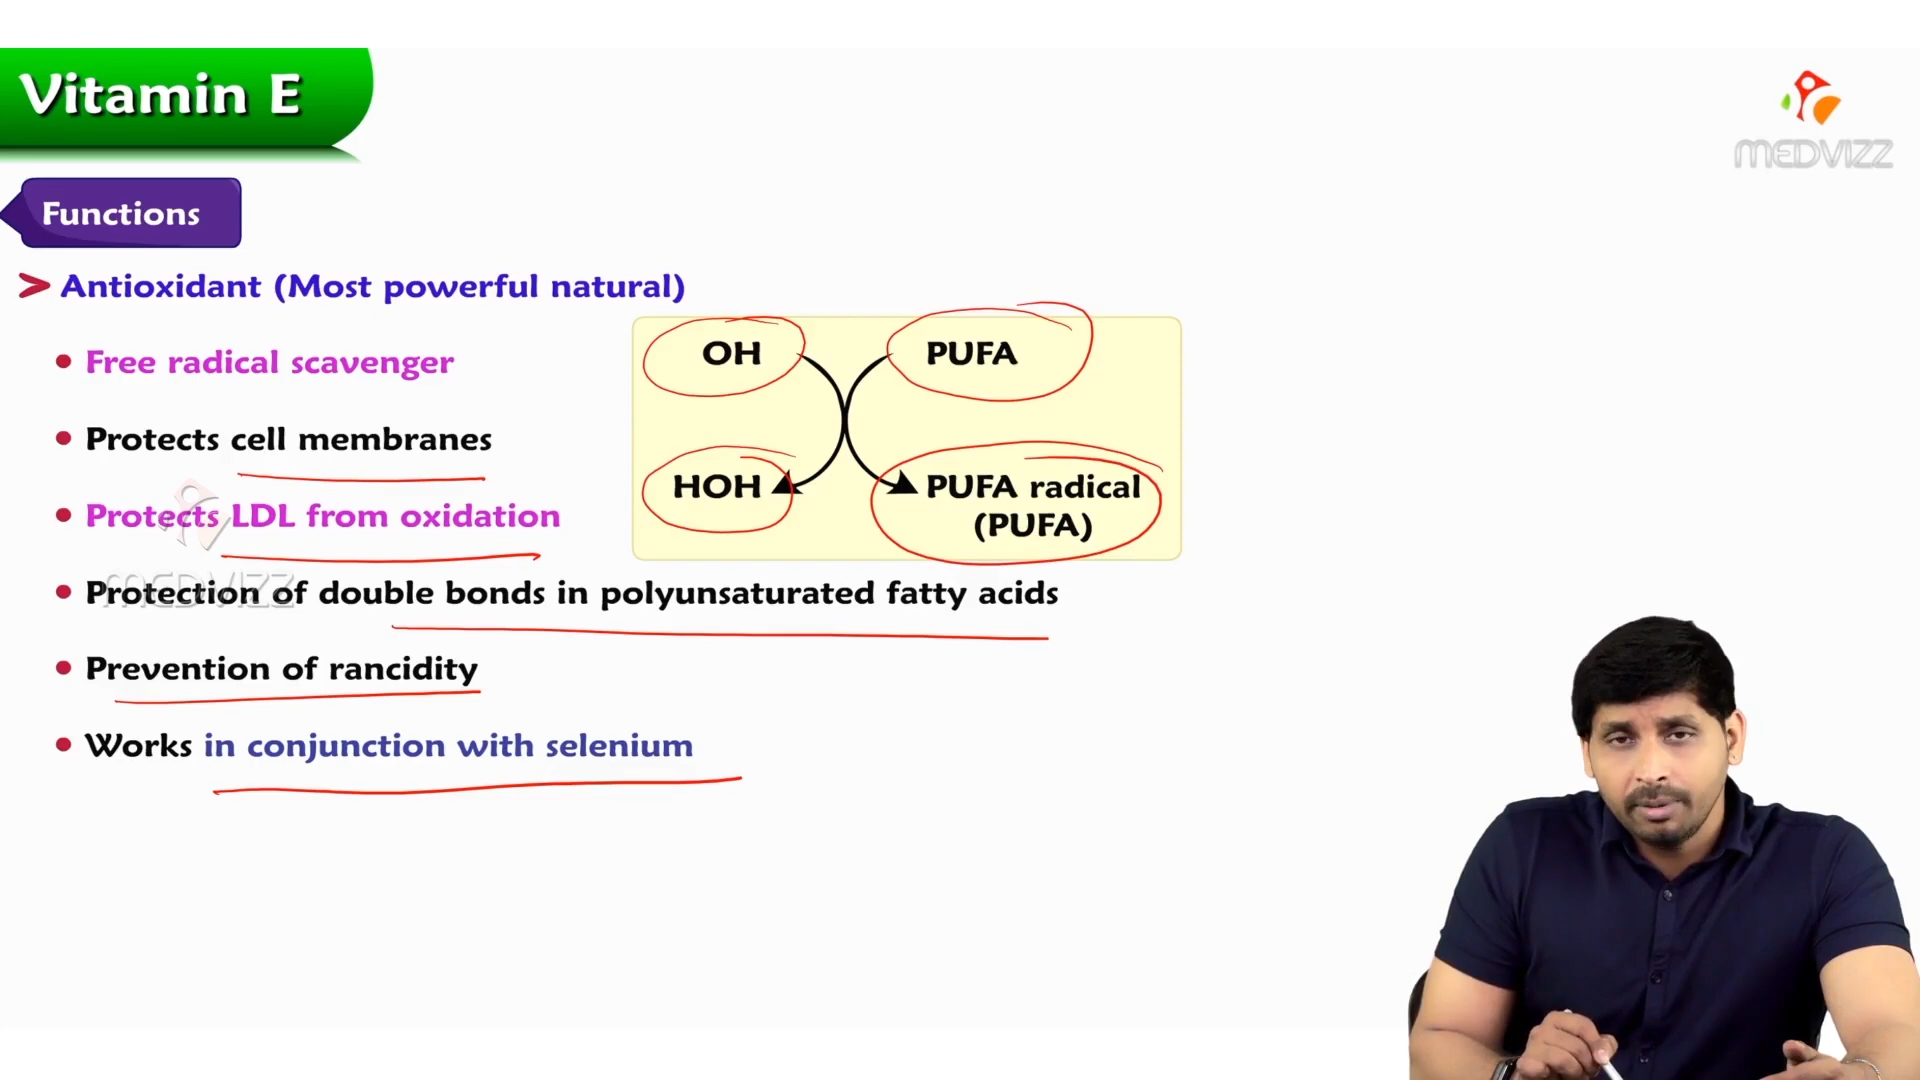 Vitamin E
MEDVIZZ
Functions
Antioxidant (Most powerful natural)
Free radical scavenger
Protects cell membranes
Protects LDL from oxidation
Protection of double bonds in polyunsaturated fatty acids
Prevention of rancidity
Works in conjunction with selenium
OH
PUFA
HOH
PUFA radical
(PUFA)
MEDVIZZ